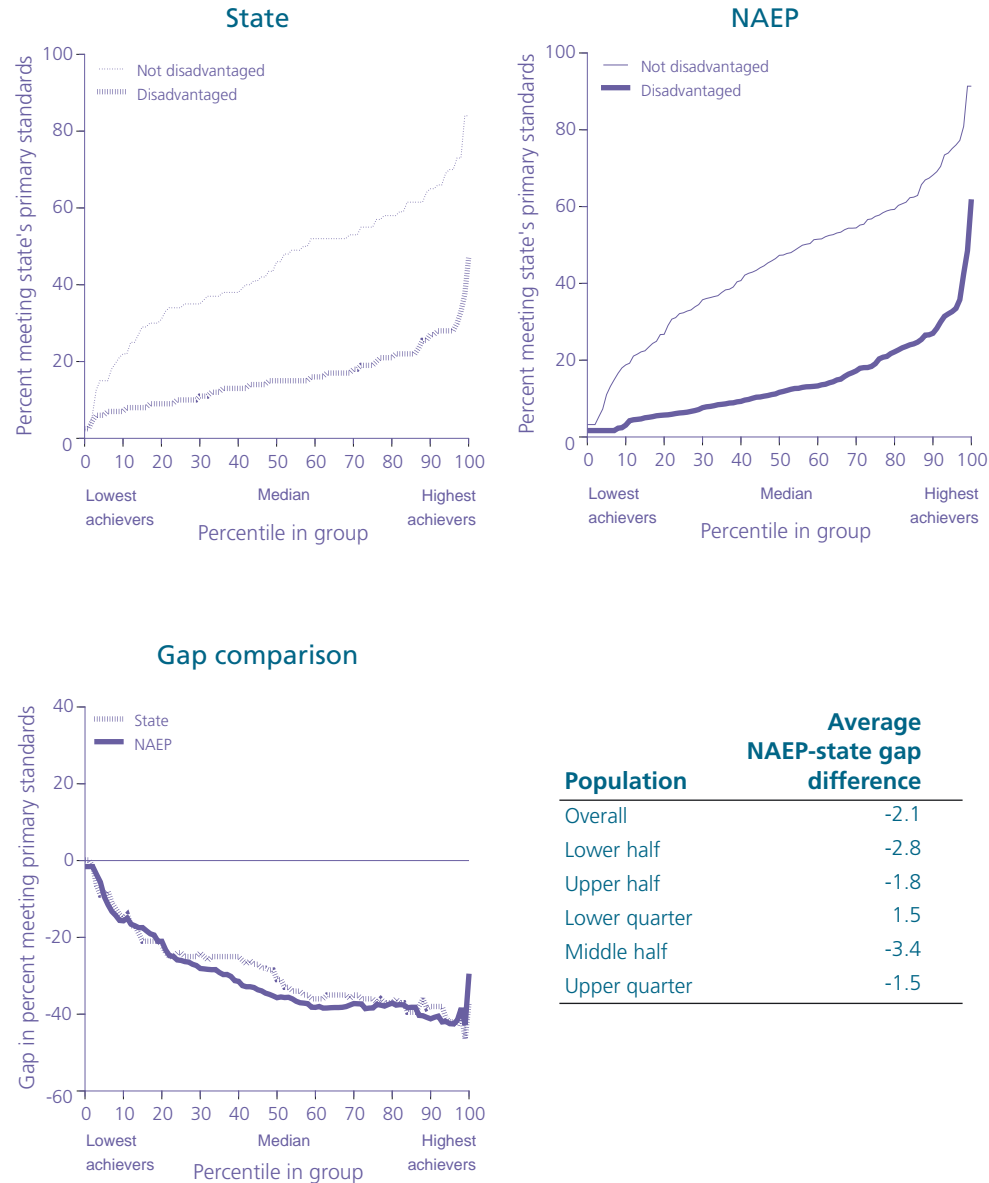 State
Percent meeting state's primary standards
100
80
60
40
20
0
Not disadvantaged
Disadvantaged
0 10 20 30 40 50 60 70 80 90 100
Lowest achievers
Median
Highest achievers
Percentile in group
NAEP
Percent meeting state's primary standards
100
80
60
40
20
0
Not disadvantaged
Disadvantaged
0 10 20 30 40 50 60 70 80 90 100
Lowest achievers
Median
Highest achievers
Percentile in group
Gap comparison
Gap in percent meeting primary standards
40
20
0
-20
-40
-60
State
NAEP
0 10 20 30 40 50 60 70 80 90 100
Lowest achievers
Median
Highest achievers
Percentile in group
Average
NAEP-state gap
Population difference
Overall -2.1
Lower half -2.8
Upper half -1.8
Lower quarter 1.5
Middle half -3.4
Upper quarter -1.5